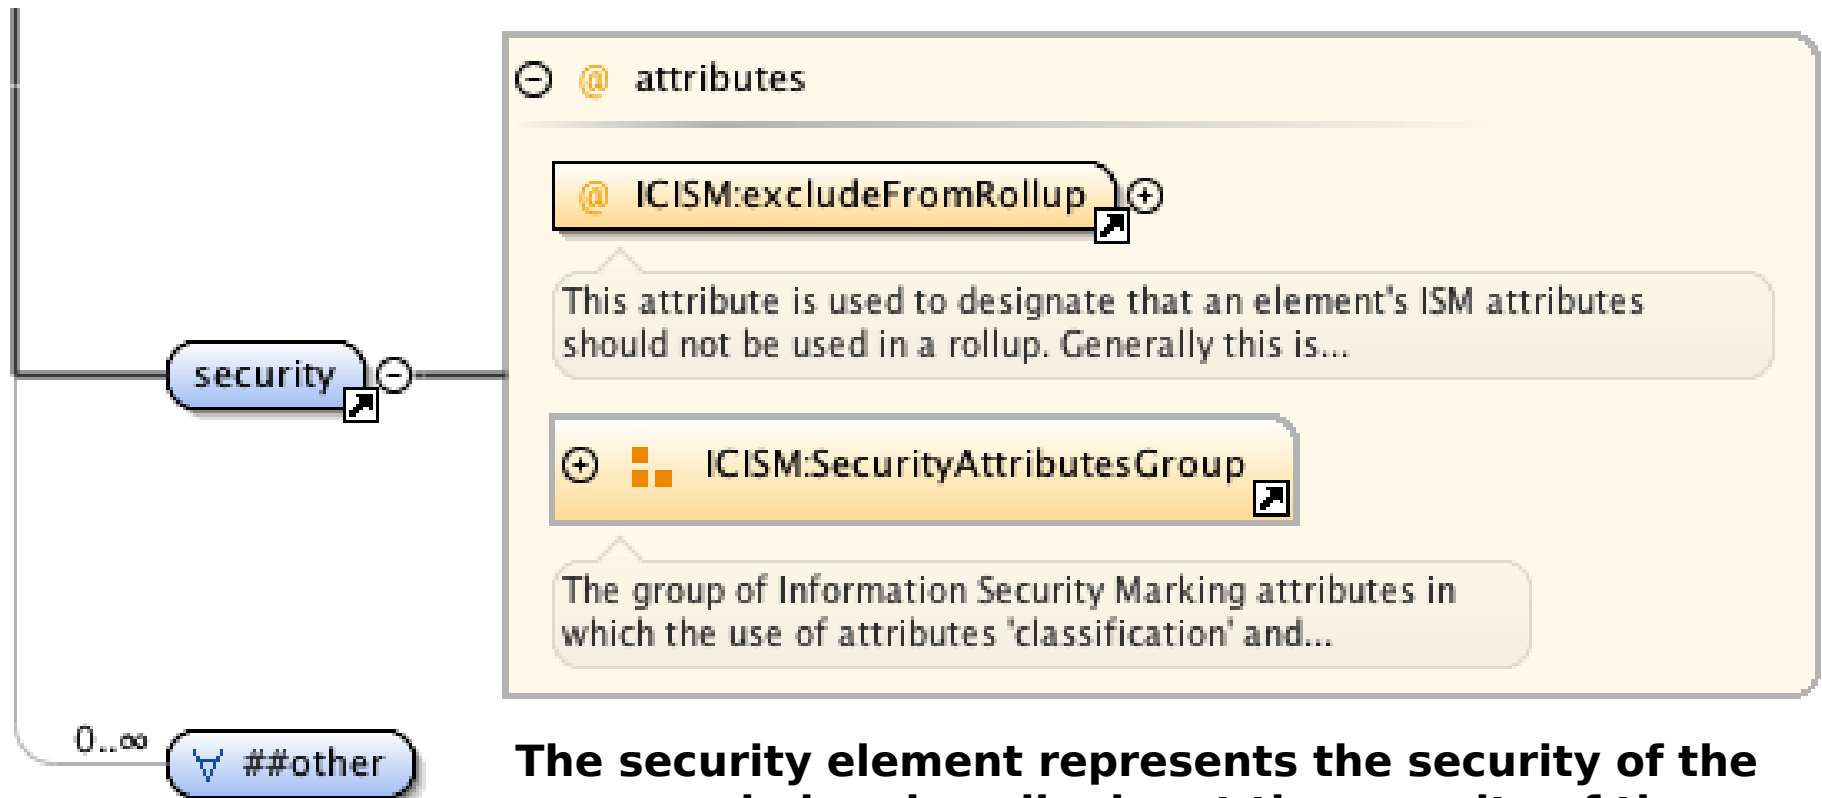 @ attributes
@ ICISM:excludeFromRollup
This attribute is used to designate that an element's ISM attributes
should not be used in a rollup. Generally this is...
security
ICISM:SecurityAttributesGroup
The group of Information Security Marking attributes in
which the use of attributes 'classification' and...
0..∞
∀ ##other
The security element represents the security of the